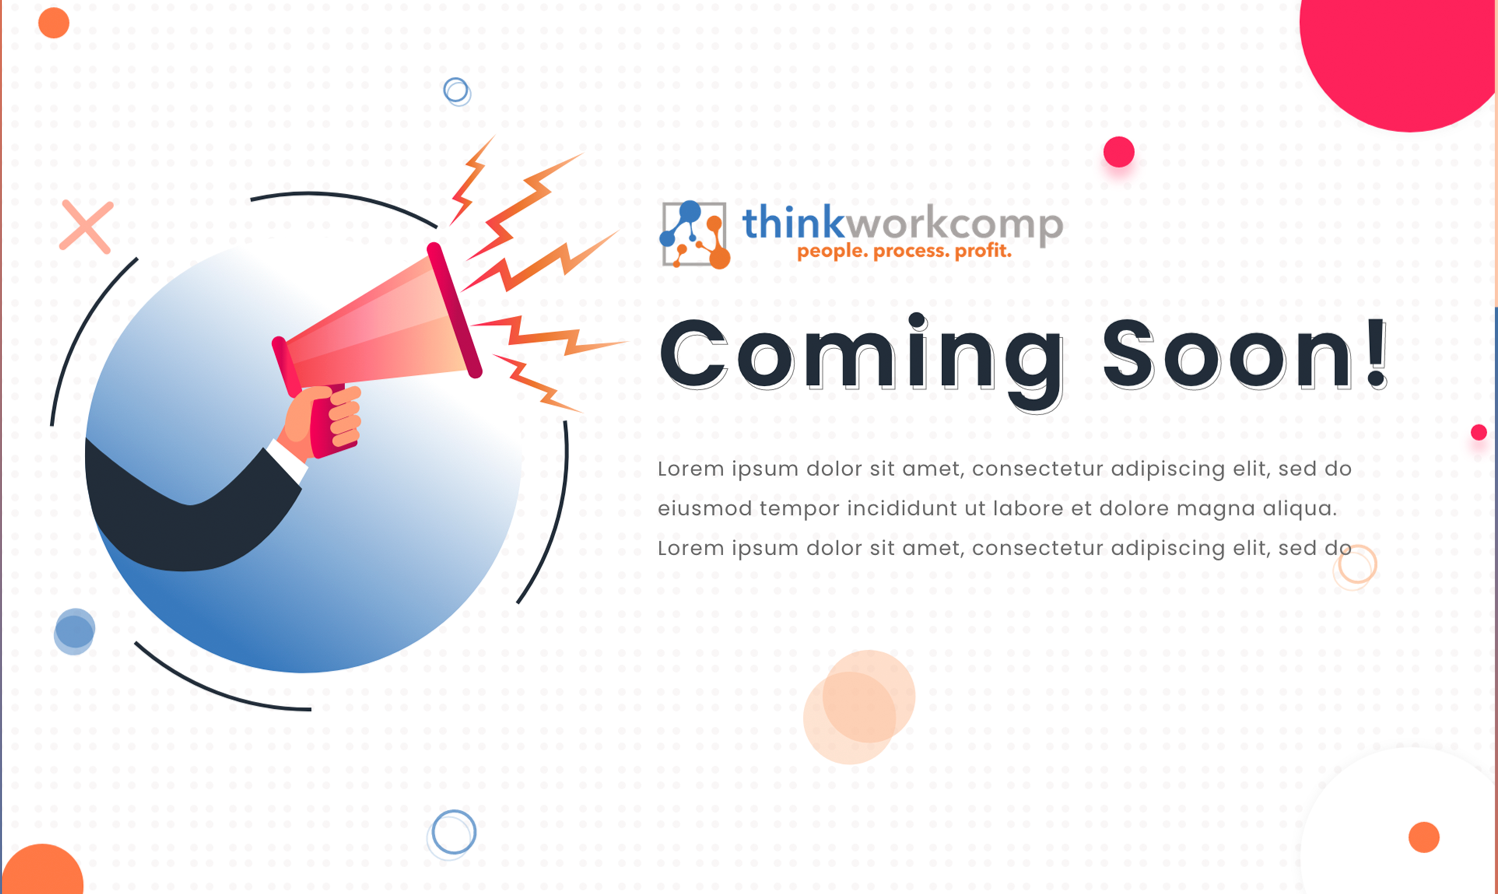 thinkworkcomp
people. process. profit.
Coming Soon!
Lorem ipsum dolor sit amet, consectetur adipiscing elit, sed do
eiusmod tempor incididunt ut labore et dolore magna aliqua.
Lorem ipsum dolor sit amet, consectetur adipiscing elit, sed do